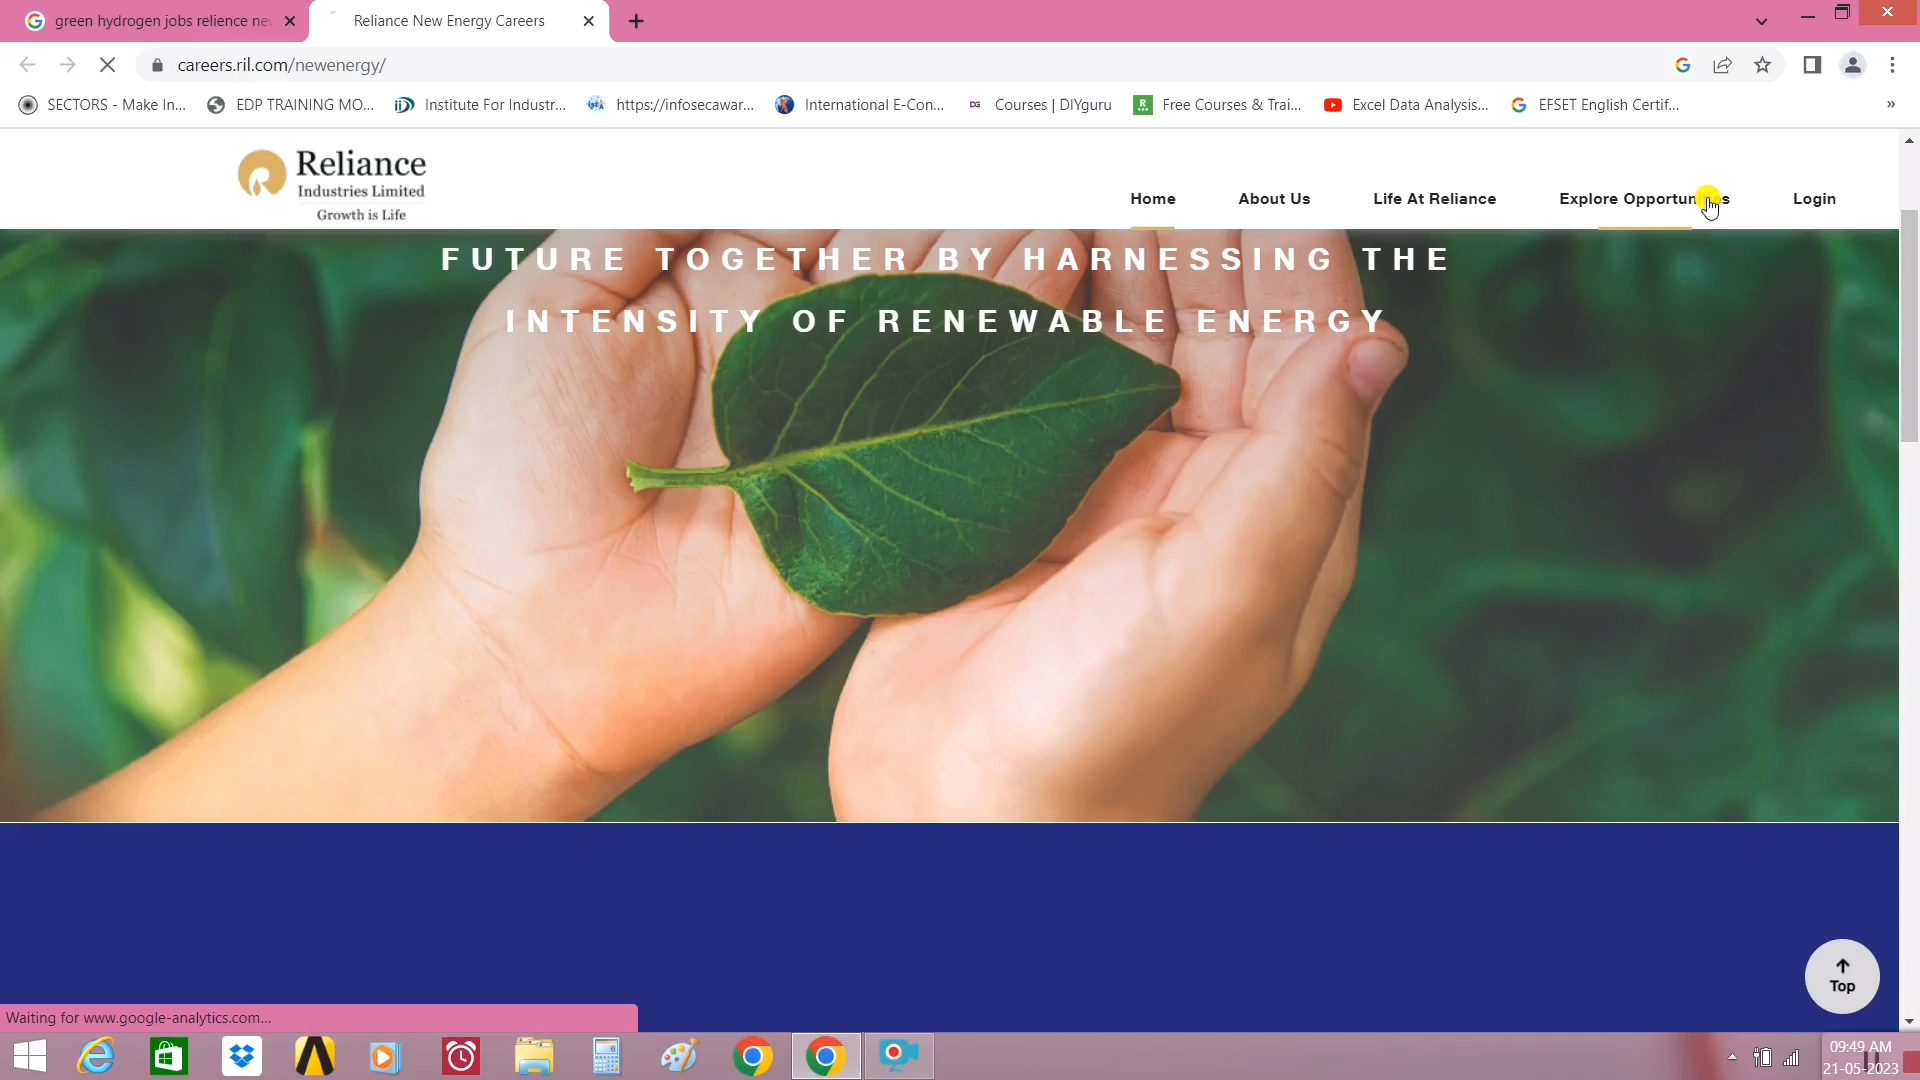 green hydrogen jobs relience ne
Reliance New Energy Careers
careers.ril.com/newenergy/
SECTORS - Make In...
EDP TRAINING MO...
Institute For Industr...
https://infosecawar...
International E-Con...
DG
Courses | DIYguru
R.
Free Courses & Trai...
Excel Data Analysis...
EFSET English Certif...
»
Reliance
Industries Limited
Growth is Life
Home
About Us
Life At Reliance
Explore
Login
FUTURE TOGETHER BY HARNESSING THE
INTENSITY OF RENEWABLE ENERGY
Top
Waiting for www.google-analytics.com...
09:49 AM
21-05-2023